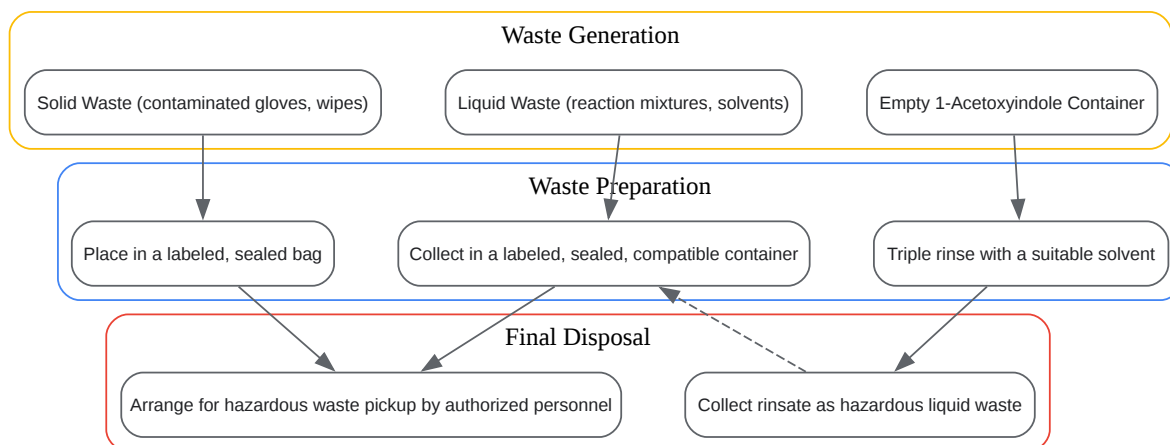 Waste Generation
Solid Waste (contaminated gloves, wipes)
Liquid Waste (reaction mixtures, solvents)
Empty 1-Acetoxyindole Container
Waste Preparation
Place in a labeled, sealed bag
Collect in a labeled, sealed, compatible container
Triple rinse with a suitable solvent
Final Disposal
Arrange for hazardous waste pickup by authorized personnel
Collect rinsate as hazardous liquid waste